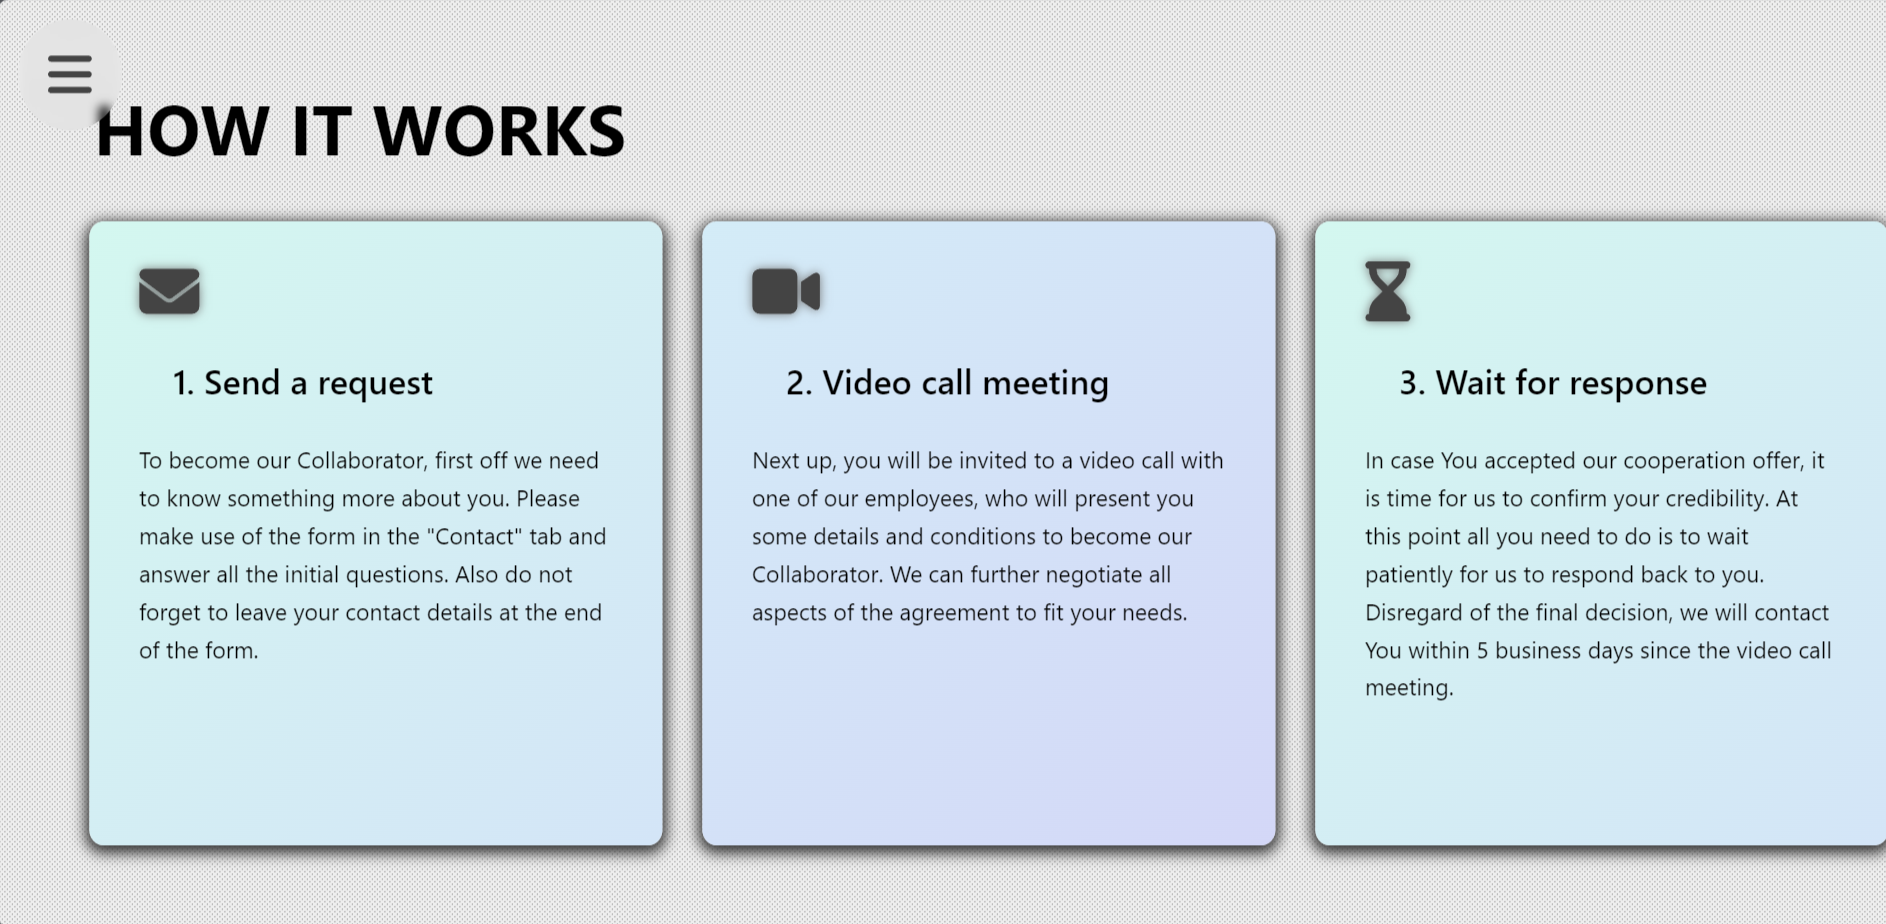 HOW IT WORKS
1. Send a request
To become our Collaborator, first off we need
to know something more about you. Please
make use of the form in the "Contact" tab and
answer all the initial questions. Also do not
forget to leave your contact details at the end
of the form.
2. Video call meeting
Next up, you will be invited to a video call with
one of our employees, who will present you
some details and conditions to become our
Collaborator. We can further negotiate all
aspects of the agreement to fit your needs.
3. Wait for response
In case You accepted our cooperation offer, it
is time for us to confirm your credibility. At
this point all you need to do is to wait
patiently for us to respond back to you.
Disregard of the final decision, we will contact
You within 5 business days since the video call
meeting.